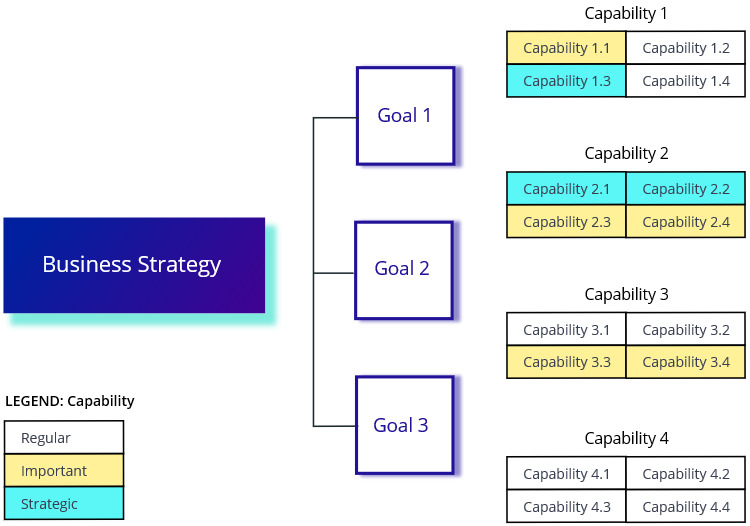 Business Strategy
Goal 1
Goal 2
Goal 3
Capability 1
Capability 1.1 Capability 1.2
Capability 1.3 Capability 1.4
Capability 2
Capability 2.1 Capability 2.2
Capability 2.3 Capability 2.4
Capability 3
Capability 3.1 Capability 3.2
Capability 3.3 Capability 3.4
Capability 4
Capability 4.1 Capability 4.2
Capability 4.3 Capability 4.4
LEGEND: Capability
Regular
Important
Strategic